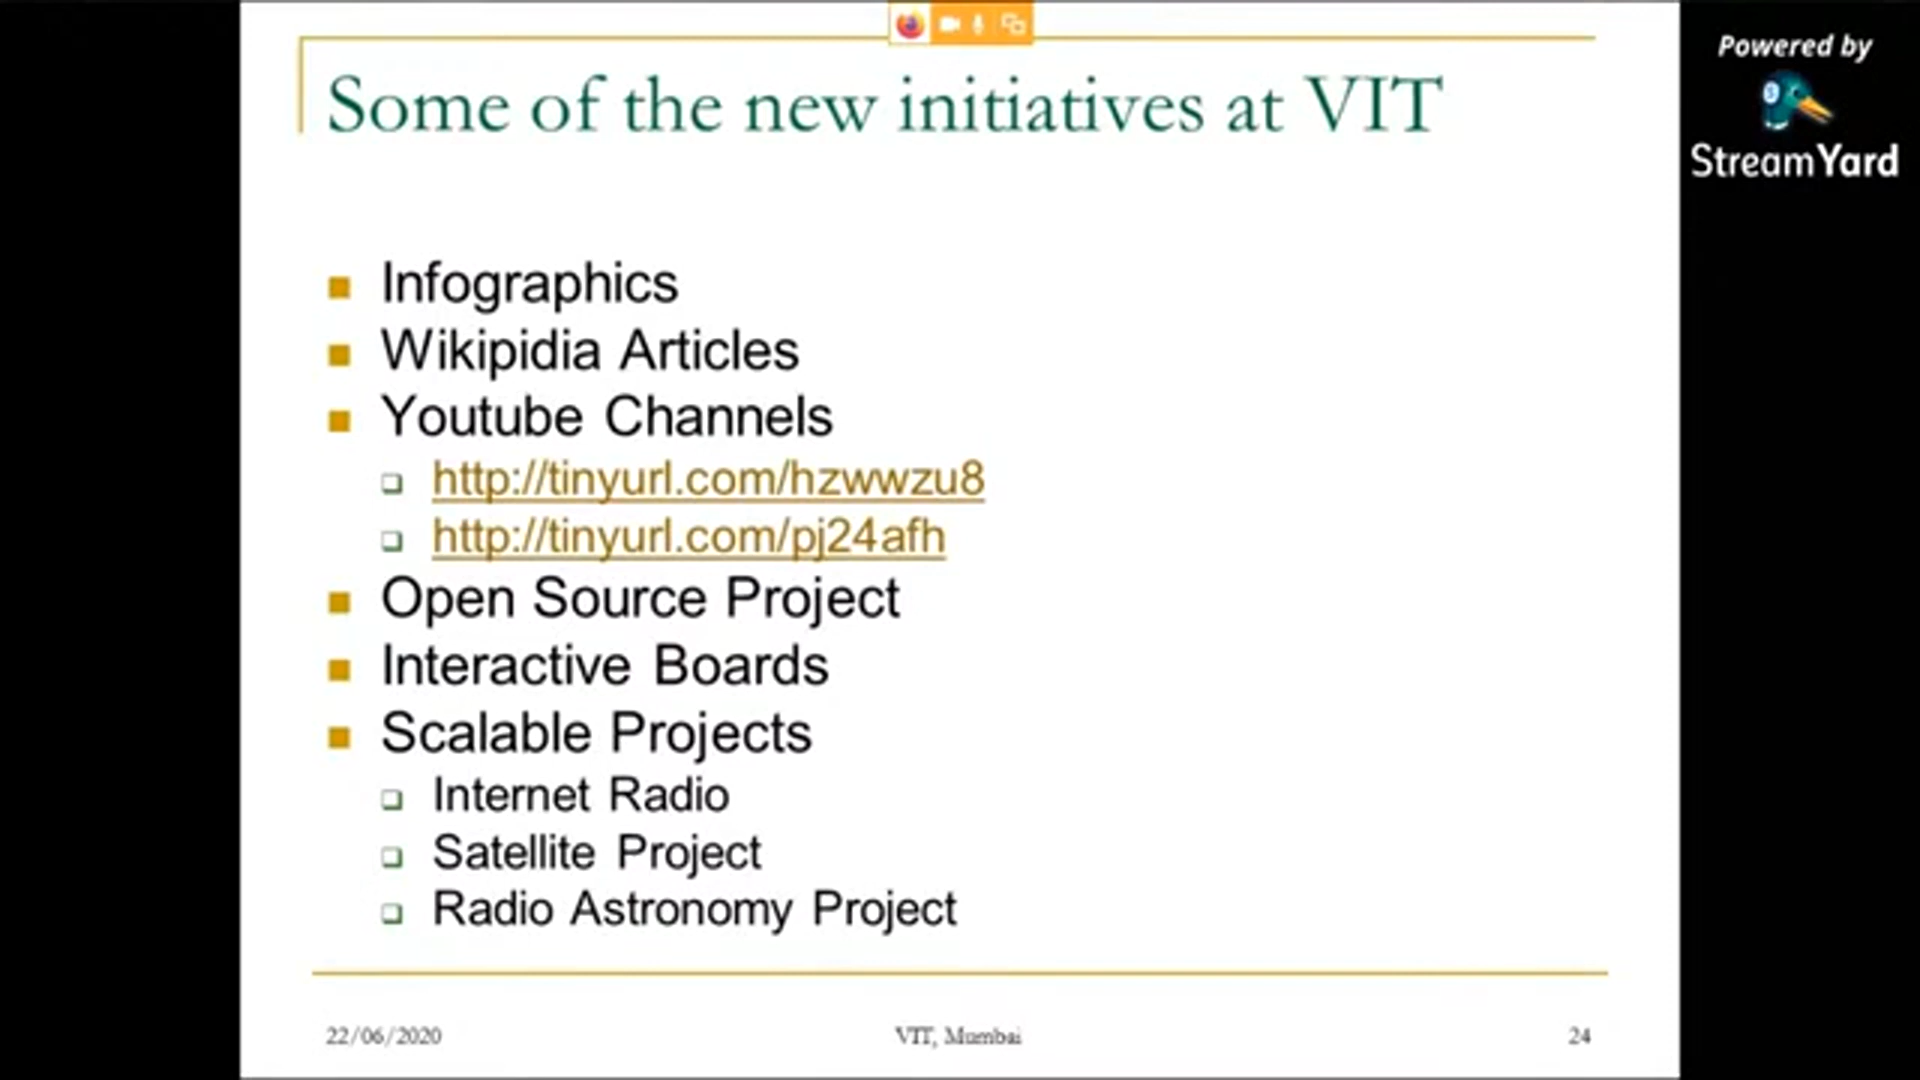 Some of the new initiatives at VIT
Powered by
StreamYard
Infographics
Wikipidia Articles
Youtube Channels
http://tinyurl.com/hzwwzu8
http://tinyurl.com/pj24afh
Open Source Project
Interactive Boards
Scalable Projects
Internet Radio
Satellite Project
Radio Astronomy Project
22/06/2020 VIT, Mumbai 24